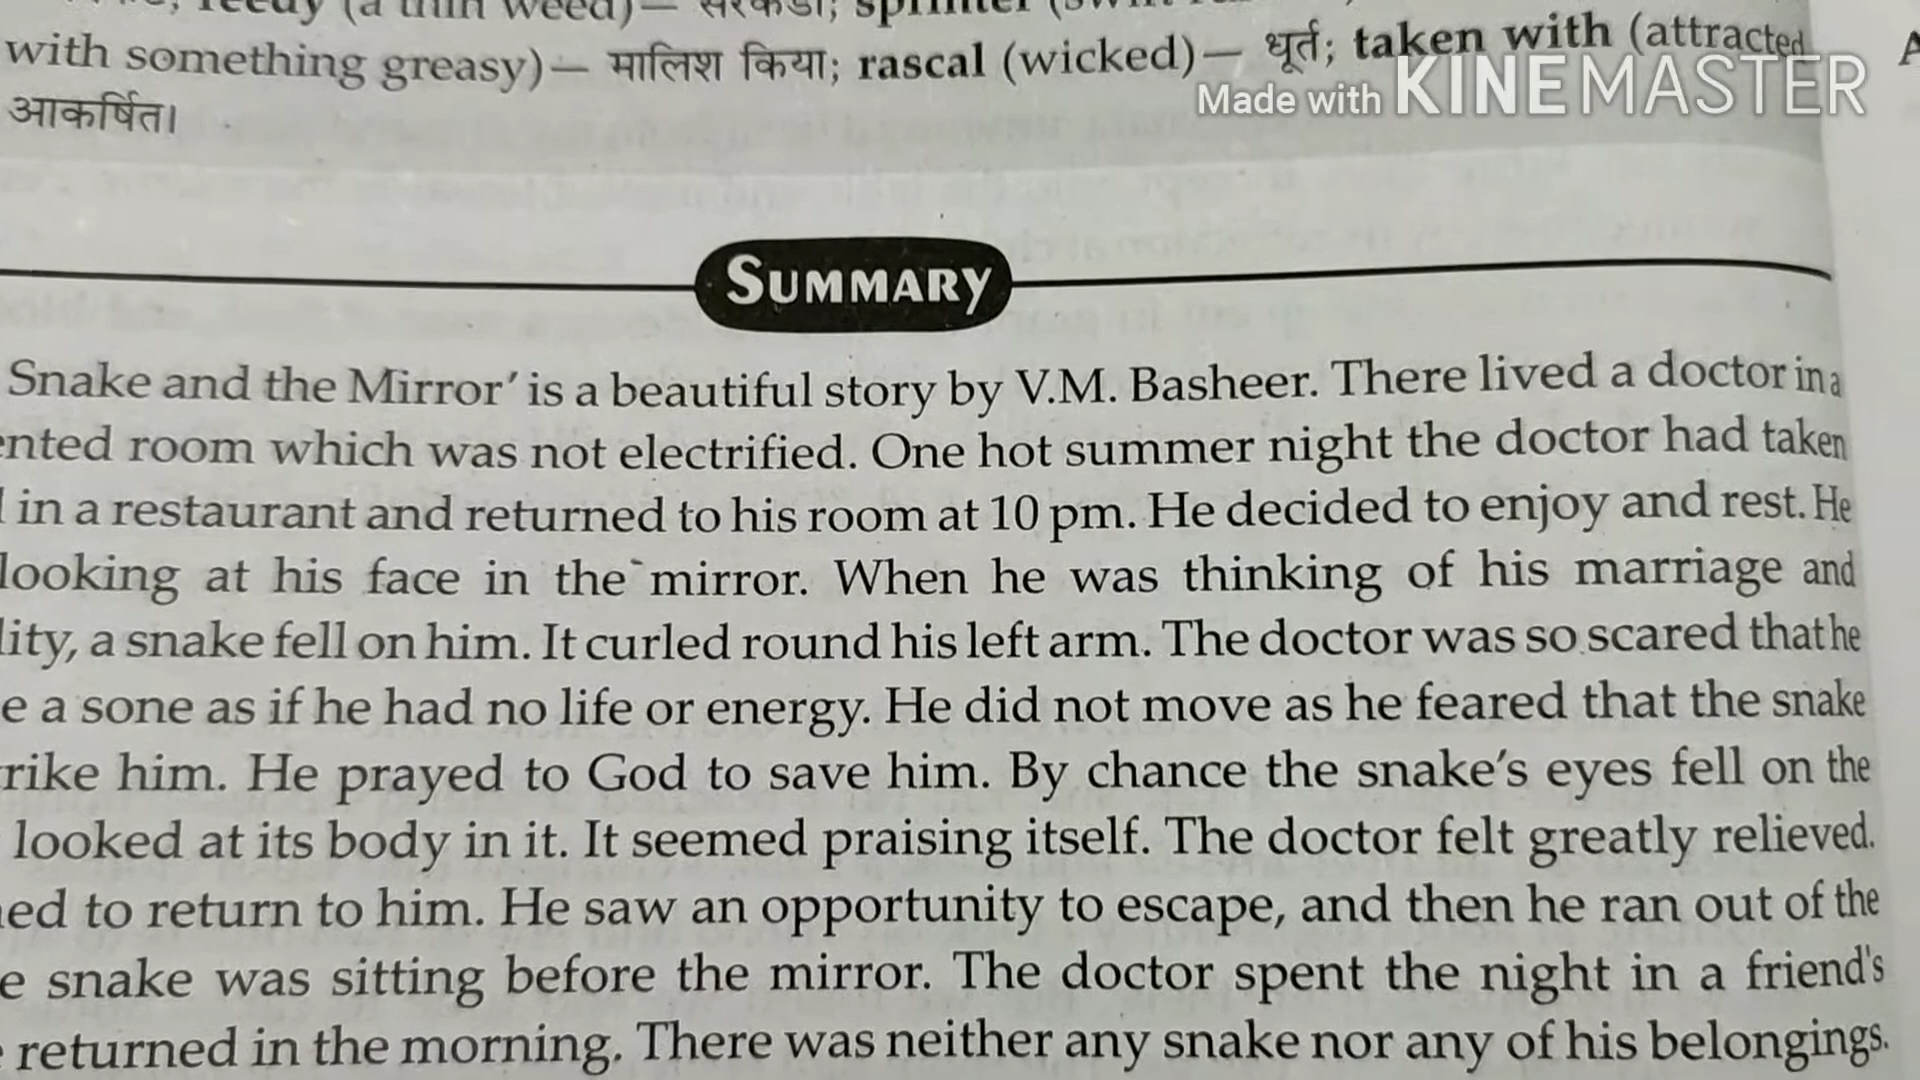 reedy (a thin weed)— सरकंडा; sprinter
with something greasy)— मालिश किया; rascal (wicked)— धूर्त; taken with (attracted
आकर्षित।
Made with KINEMASTER
SUMMARY
Snake and the Mirror' is a beautiful story by V.M. Basheer. There lived a doctor in a
ented room which was not electrified. One hot summer night the doctor had taken
in a restaurant and returned to his room at 10 pm. He decided to enjoy and rest. He
looking at his face in the mirror. When he was thinking of his marriage and
lity, a snake fell on him. It curled round his left arm. The doctor was so scared that he
e a sone as if he had no life or energy. He did not move as he feared that the snake
rike him. He prayed to God to save him. By chance the snake's eyes fell on the
looked at its body in it. It seemed praising itself. The doctor felt greatly relieved.
ed to return to him. He saw an opportunity to escape, and then he ran out of the
e snake was sitting before the mirror. The doctor spent the night in a friend's
returned in the morning. There was neither any snake nor any of his belongings.